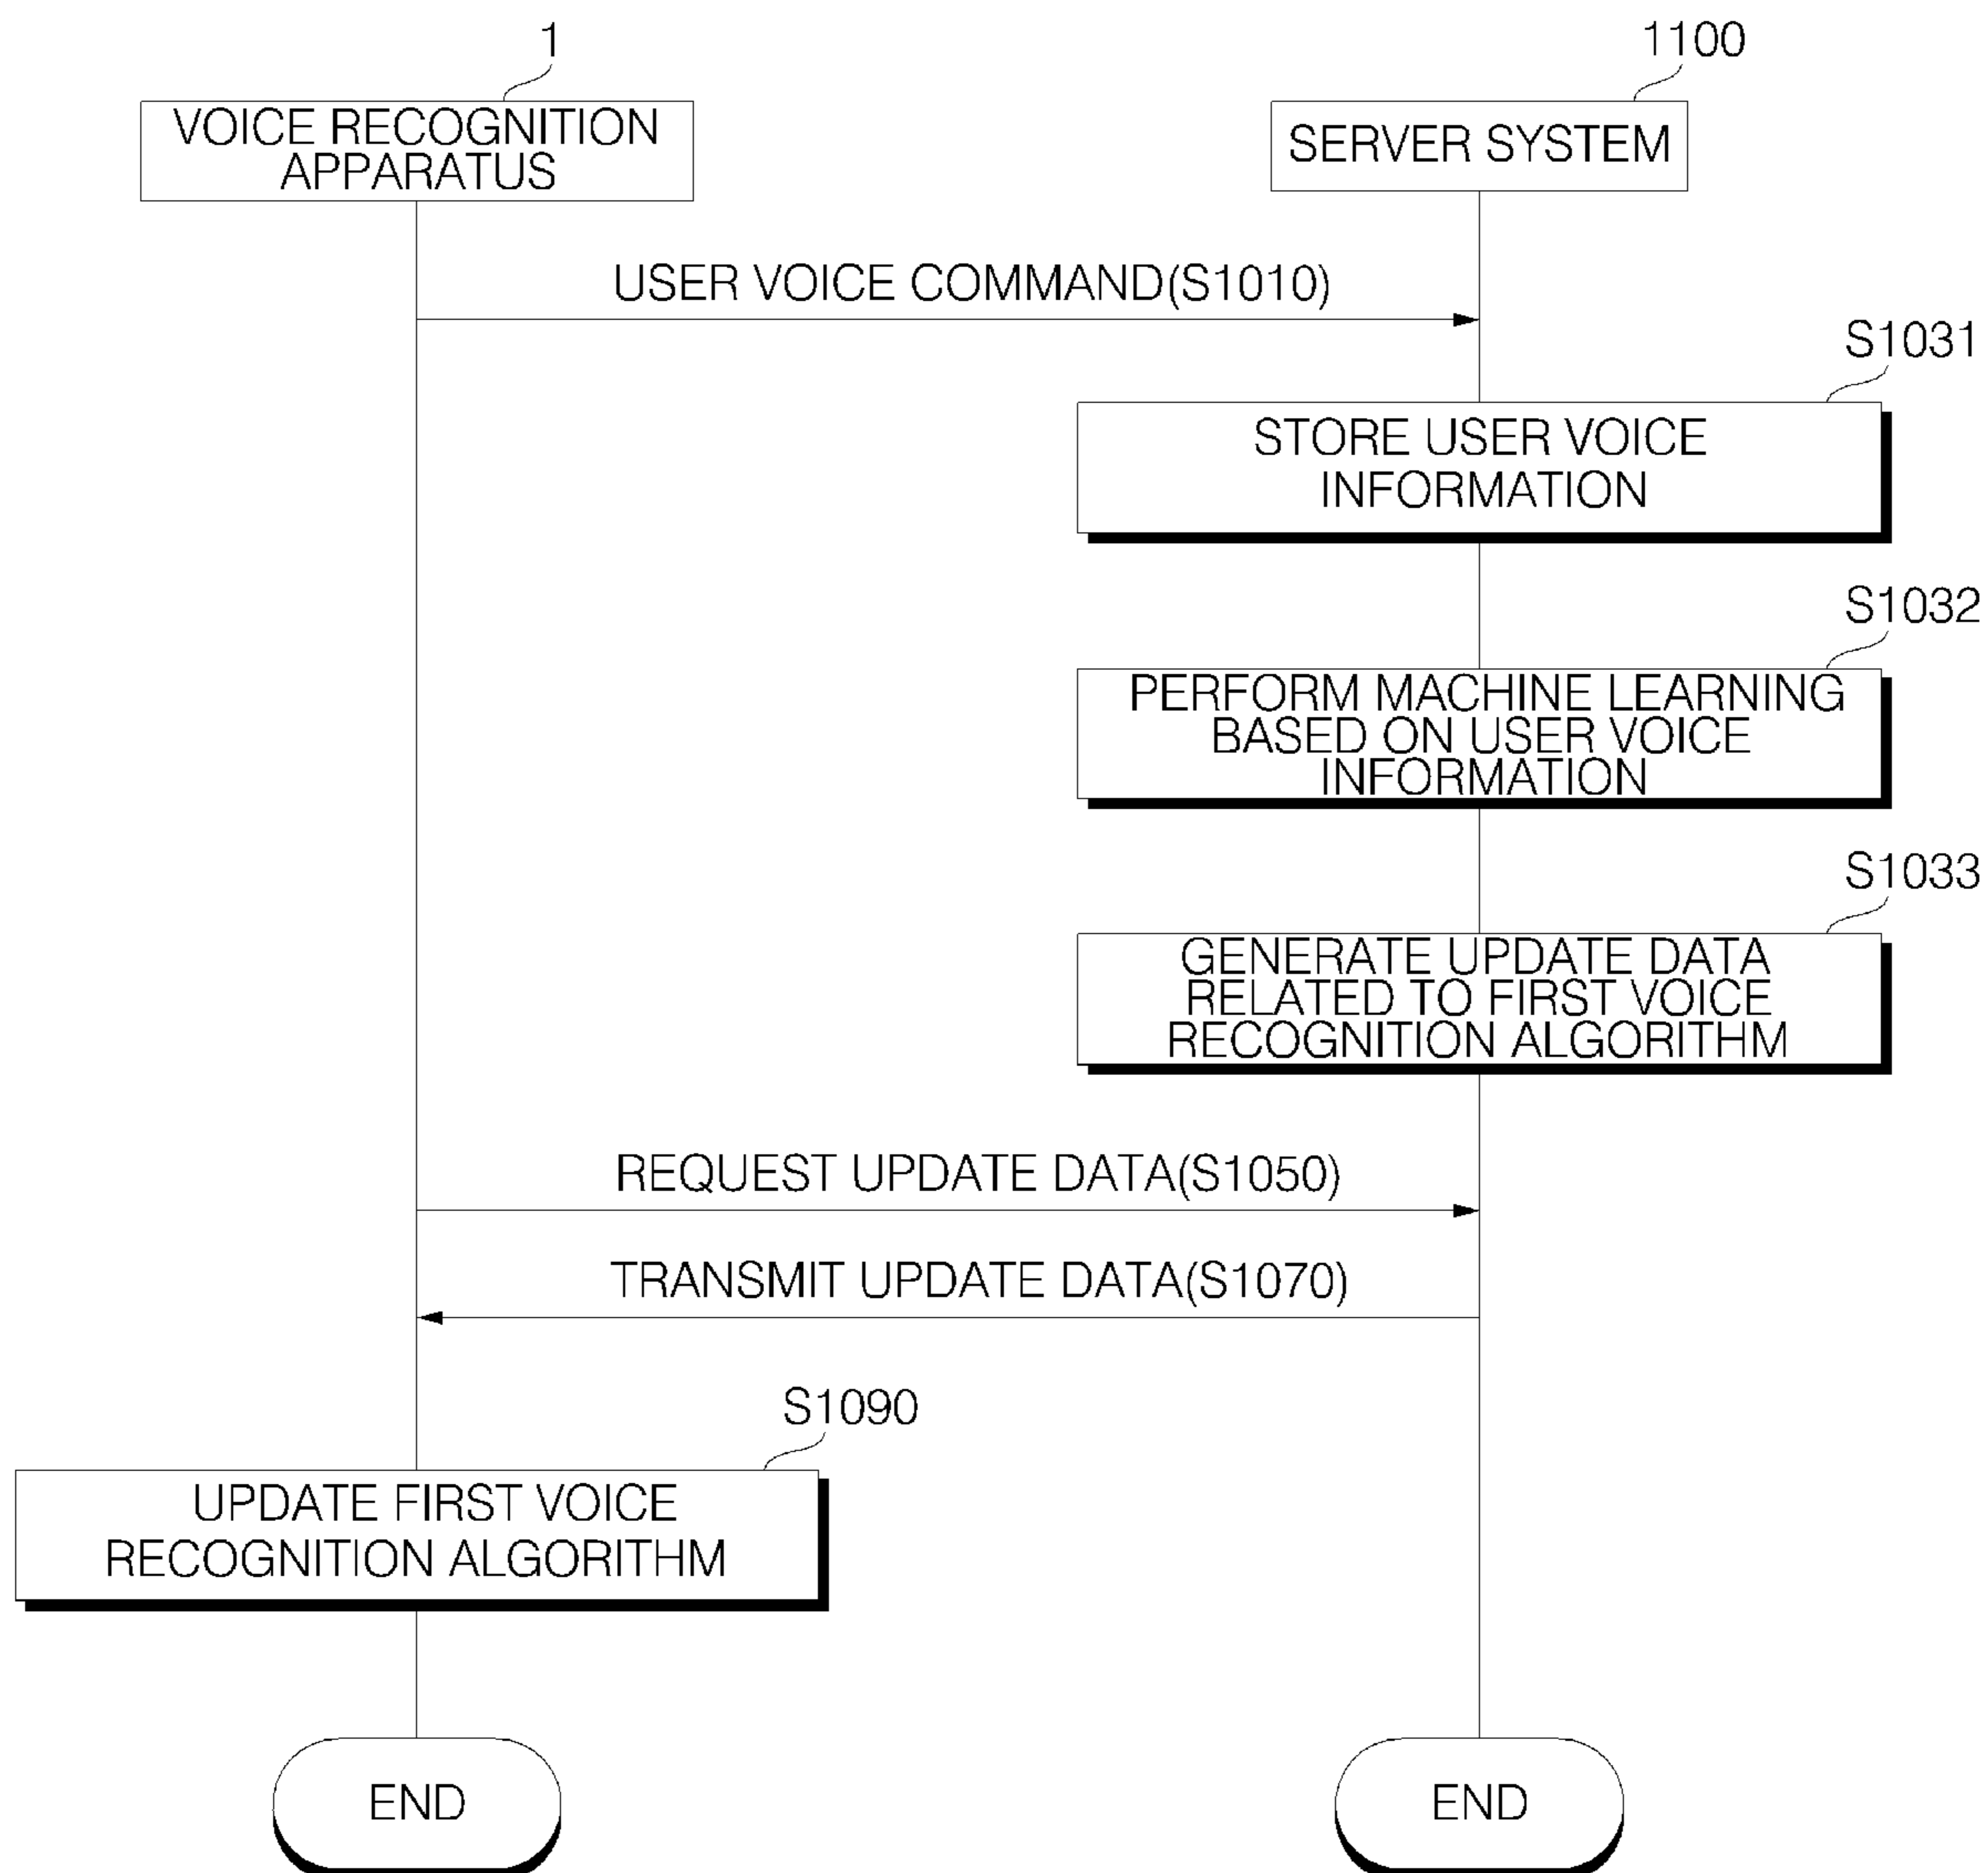 1
1100
VOICE RECOGNITION
APPARATUS
SERVER SYSTEM
USER VOICE COMMAND(S1010)
S1031
STORE USER VOICE
INFORMATION
S1032
PERFORM MACHINE LEARNING
BASED ON USER VOICE
INFORMATION
S1033
GENERATE UPDATE DATA
RELATED TO FIRST VOICE
RECOGNITION ALGORITHM
REQUEST UPDATE DATA(S1050)
TRANSMIT UPDATE DATA(S1070)
S1090
UPDATE FIRST VOICE
RECOGNITION ALGORITHM
END
END